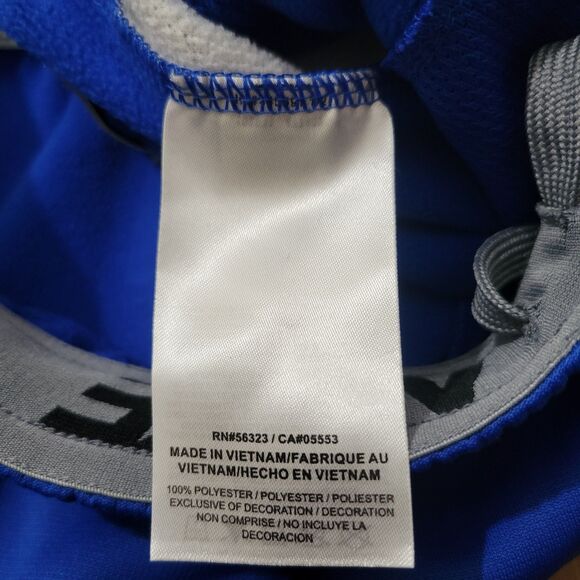 RN#56323 / CA#05553
MADE IN VIETNAM/FABRIQUE AU
VIETNAM/HECHO EN VIETNAM
100% POLYESTER / POLYESTER / POLIESTER
EXCLUSIVE OF DECORATION / DECORATION
NON COMPRISE / NO INCLUYE LA
DECORACIÓN